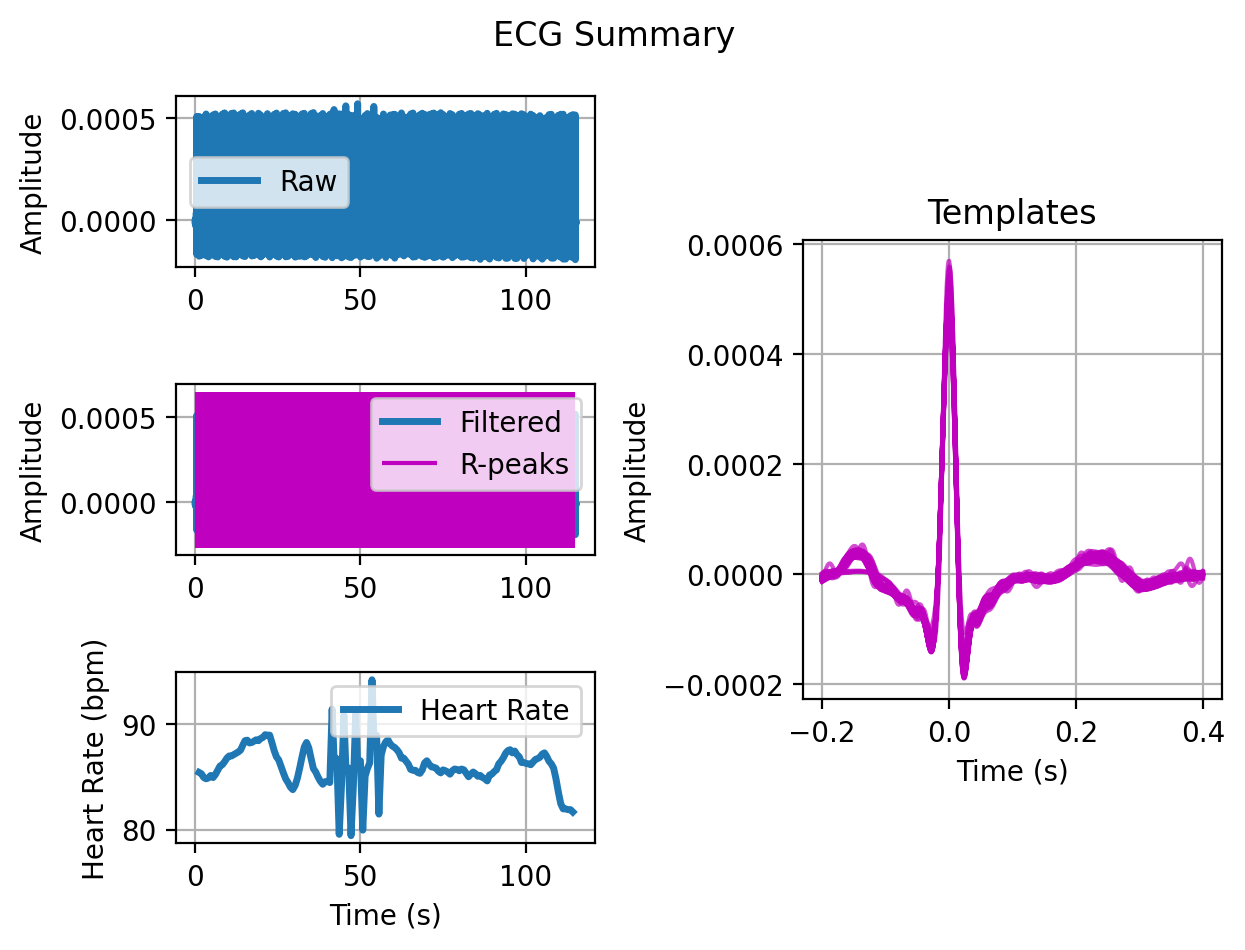 ECG Summary
Amplitude
0.0005
0.0000
Raw
0
50
100
Amplitude
0.0005
0.0000
Filtered
R-peaks
0
50
100
Heart Rate (bpm)
90
80
Heart Rate
0
50
100
Time (s)
Templates
Amplitude
0.0006
0.0004
0.0002
0.0000
−0.0002
−0.2
0.0
0.2
0.4
Time (s)